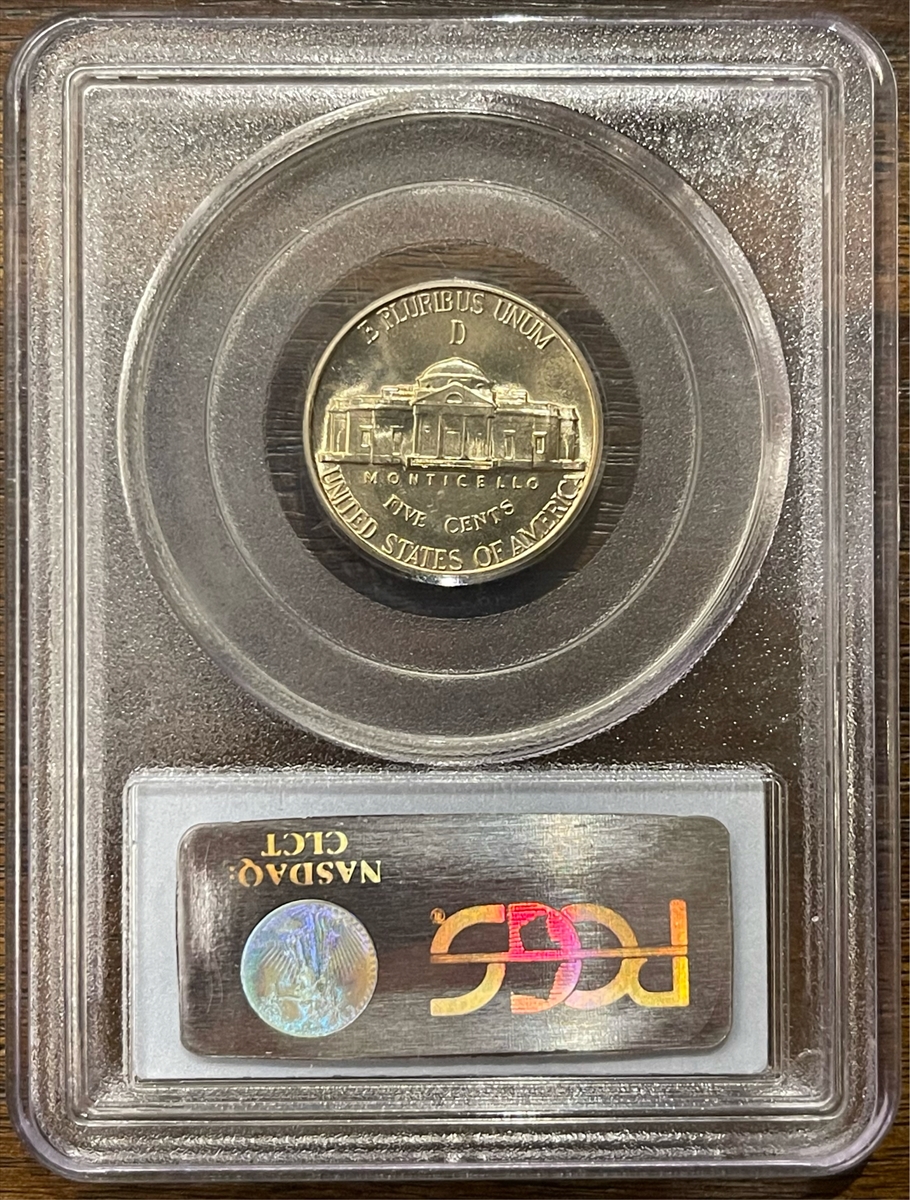 E PLURIBUS UNUM
D
MONTICELLO
FIVE CENTS
UNITED STATES OF AMERICA
NASDAQ:
CLCT
PCGS®